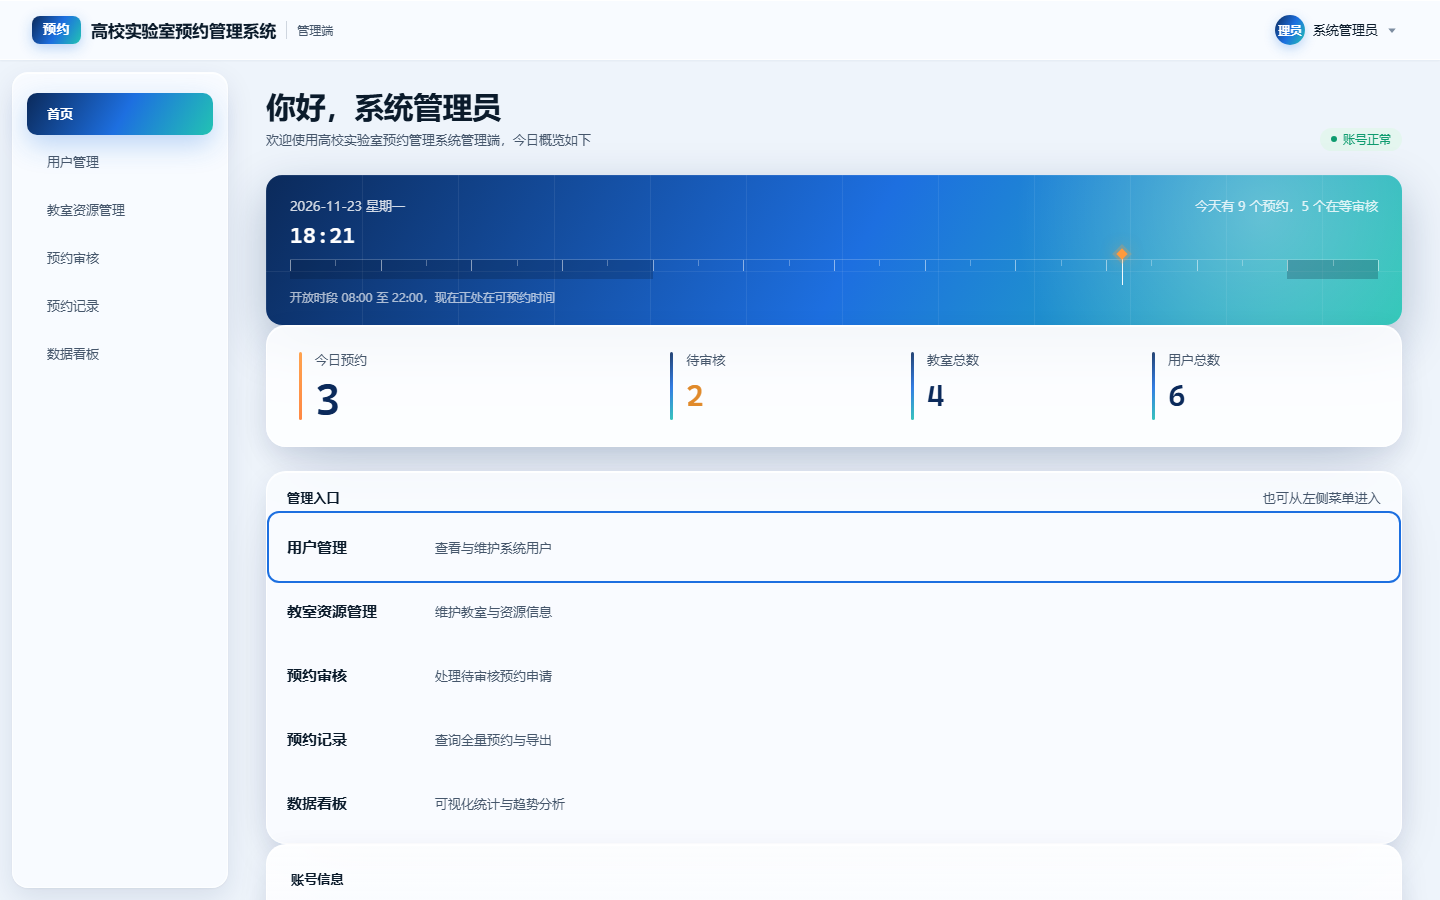 预约 高校实验室预约管理系统 管理端
理员 系统管理员
首页
用户管理
教室资源管理
预约审核
预约记录
数据看板
你好，系统管理员
欢迎使用高校实验室预约管理系统管理端，今日概览如下
账号正常
2026-11-23 星期一
今天有 9 个预约，5 个在等审核
18:21
开放时段 08:00 至 22:00，现在正处在可预约时间
今日预约
3
待审核
2
教室总数
4
用户总数
6
管理入口
也可从左侧菜单进入
用户管理 查看与维护系统用户
教室资源管理 维护教室与资源信息
预约审核 处理待审核预约申请
预约记录 查询全量预约与导出
数据看板 可视化统计与趋势分析
账号信息